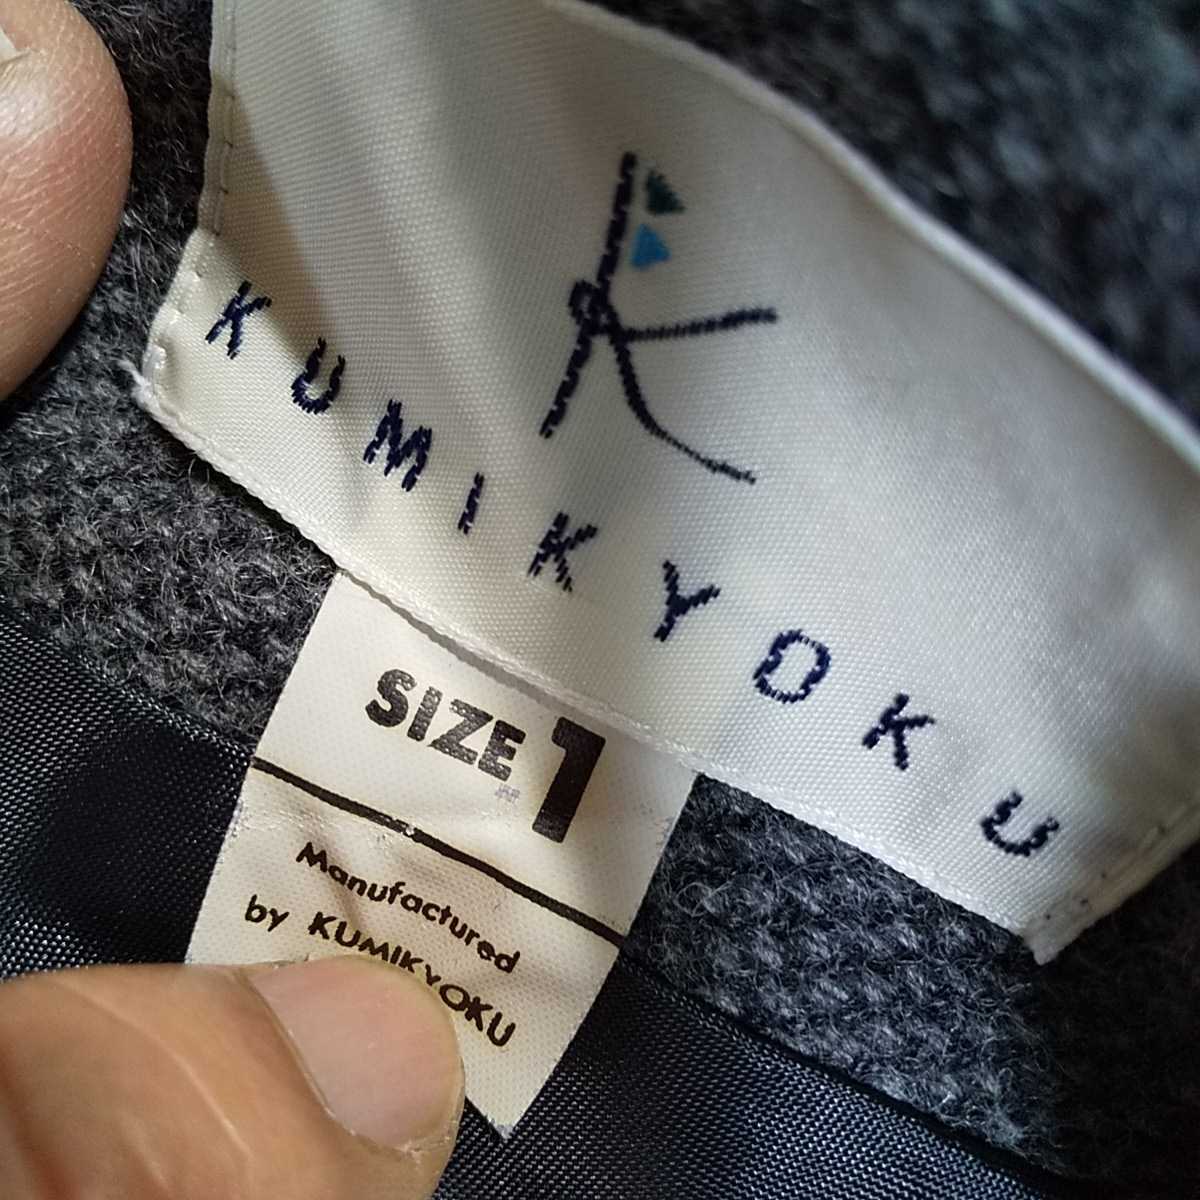 K
KUMIKYOKU
SIZE 1
Manufactured
by KUMIKYOKU